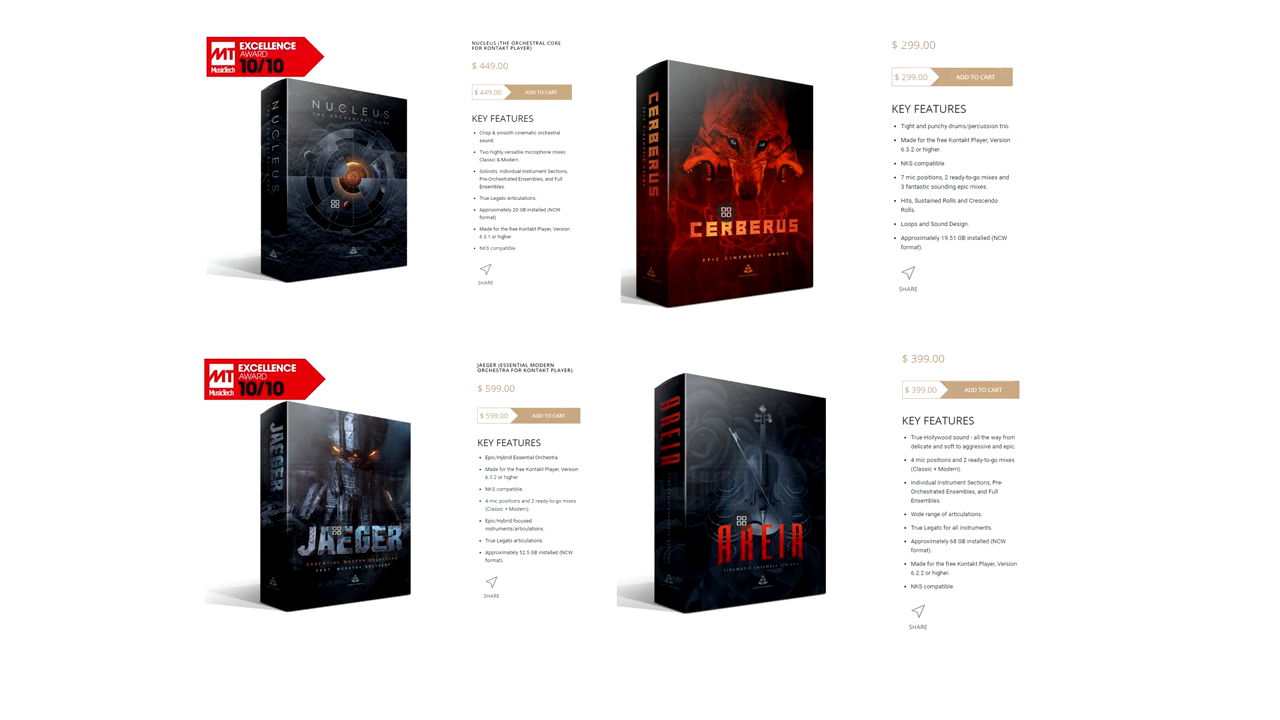 MT
MusicTech
EXCELLENCE
AWARD
10/10
NUCLEUS
NUCLEUS
THE ORCHESTRAL CORE
NUCLEUS (THE ORCHESTRAL CORE
FOR KONTAKT PLAYER)
$ 449.00
$ 449.00 ADD TO CART
KEY FEATURES
Crisp & smooth cinematic orchestral
sound.
Two highly versatile microphone mixes:
Classic & Modern.
Soloists, Individual Instrument Sections,
Pre-Orchestrated Ensembles, and Full
Ensembles.
True Legato Articulations.
Approximately 20 GB installed (NCW
format)
Made for the free Kontakt Player, Version
6.3.1 or higher
NKS compatible.
SHARE
CERBERUS
CERBERUS
EPIC CINEMATIC DRUMS
$ 299.00
$ 299.00 ADD TO CART
KEY FEATURES
Tight and punchy drums/percussion trio.
Made for the free Kontakt Player, Version
6.3.2 or higher.
NKS compatible.
7 mic positions, 2 ready-to-go mixes and
3 fantastic sounding epic mixes.
Hits, Sustained Rolls and Crescendo
Rolls.
Loops and Sound Design.
Approximately 19.51 GB installed (NCW
format).
SHARE
MT
MusicTech
EXCELLENCE
AWARD
10/10
JAEGER
JAEGER
ESSENTIAL MODERN ORCHESTRA
FEAT. MERETHE SOLTVEDT
JAEGER (ESSENTIAL MODERN
ORCHESTRA FOR KONTAKT PLAYER)
$ 599.00
$ 599.00 ADD TO CART
KEY FEATURES
Epic/Hybrid Essential Orchestra.
Made for the free Kontakt Player, Version
6.3.2 or higher.
NKS compatible.
4 mic positions and 2 ready-to-go mixes
(Classic + Modern).
Epic/Hybrid focused
instruments/articulations.
True Legato articulations.
Approximately 52.5 GB installed (NCW
format).
SHARE
AREIA
AREIA
CINEMATIC ENSEMBLE STRINGS
$ 399.00
$ 399.00 ADD TO CART
KEY FEATURES
True Hollywood sound - all the way from
delicate and soft to aggressive and epic.
4 mic positions and 2 ready-to-go mixes
(Classic + Modern).
Individual Instrument Sections, Pre-
Orchestrated Ensembles, and Full
Ensembles.
Wide range of articulations.
True Legato for all instruments.
Approximately 68 GB installed (NCW
format).
Made for the free Kontakt Player, Version
6.2.2 or higher.
NKS compatible.
SHARE